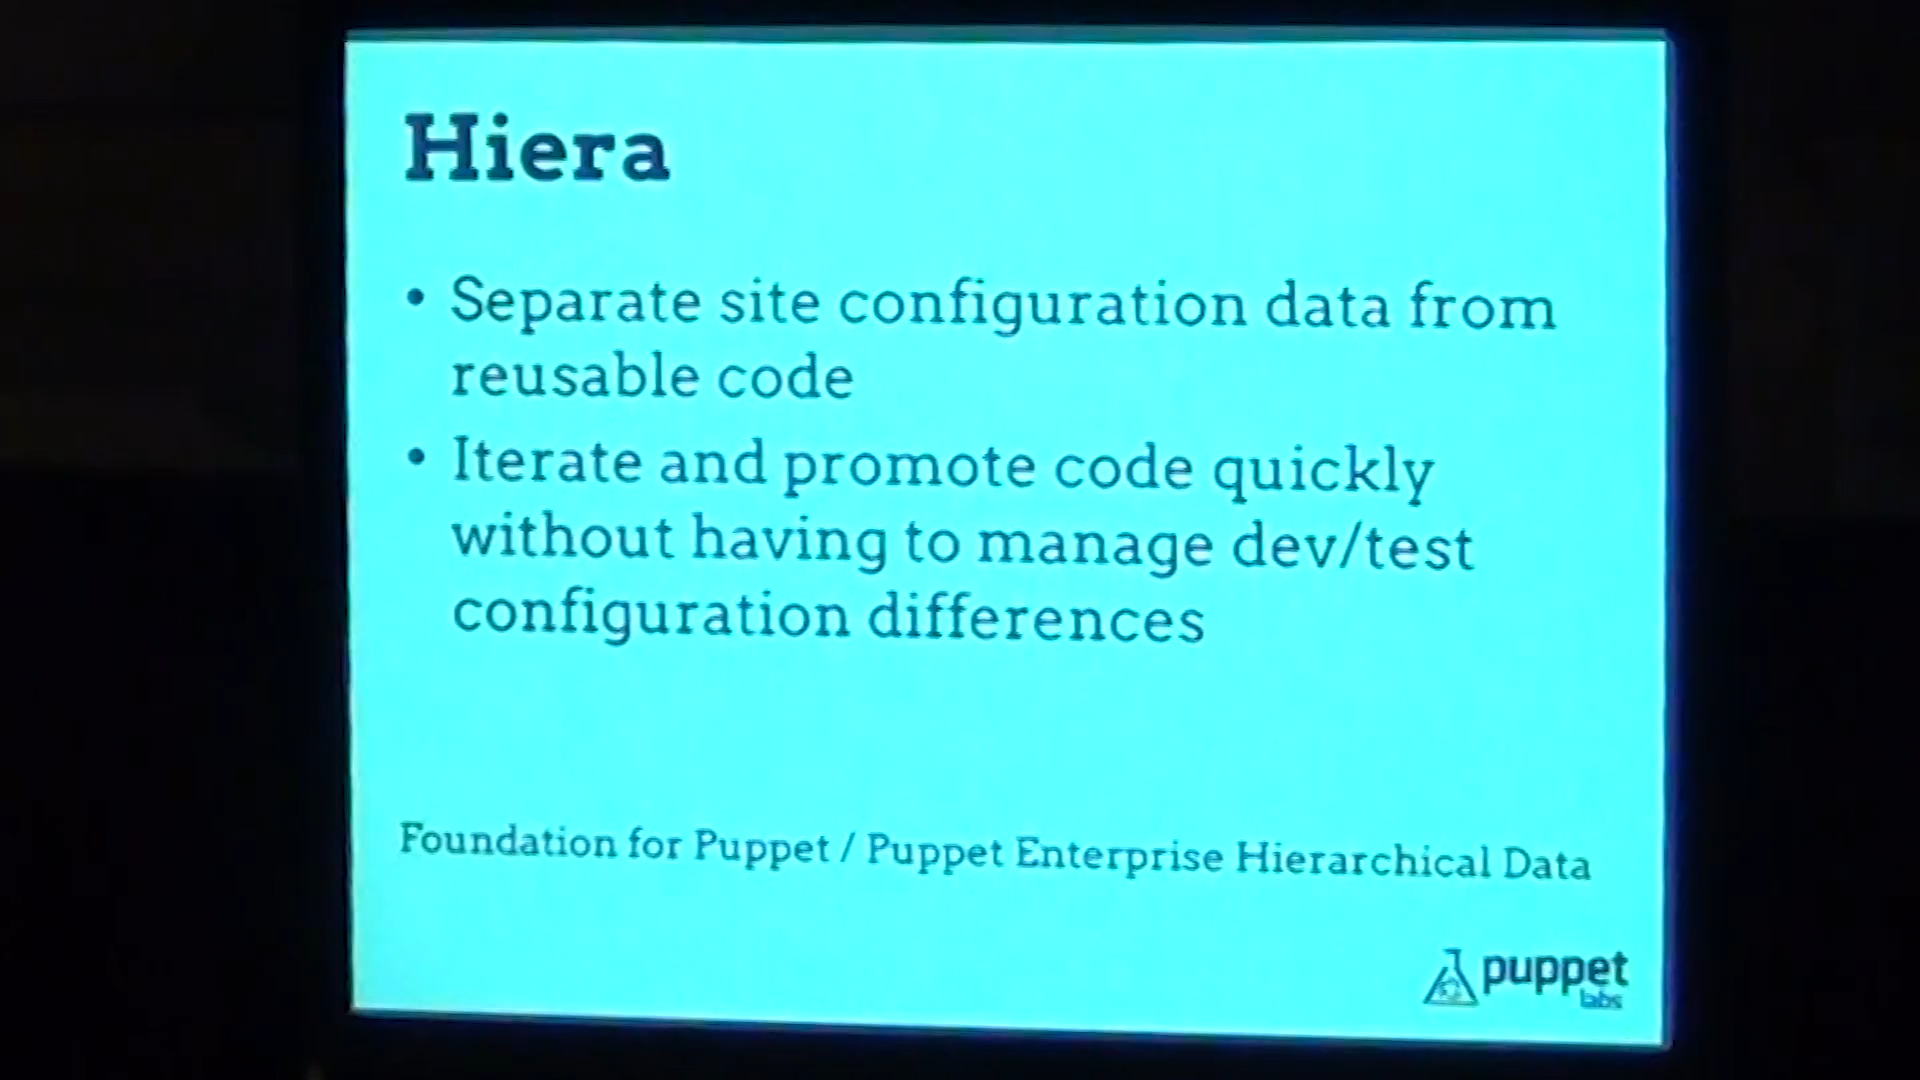 Hiera
• Separate site configuration data from
reusable code
• Iterate and promote code quickly
without having to manage dev/test
configuration differences
Foundation for Puppet / Puppet Enterprise Hierarchical Data
puppet
labs